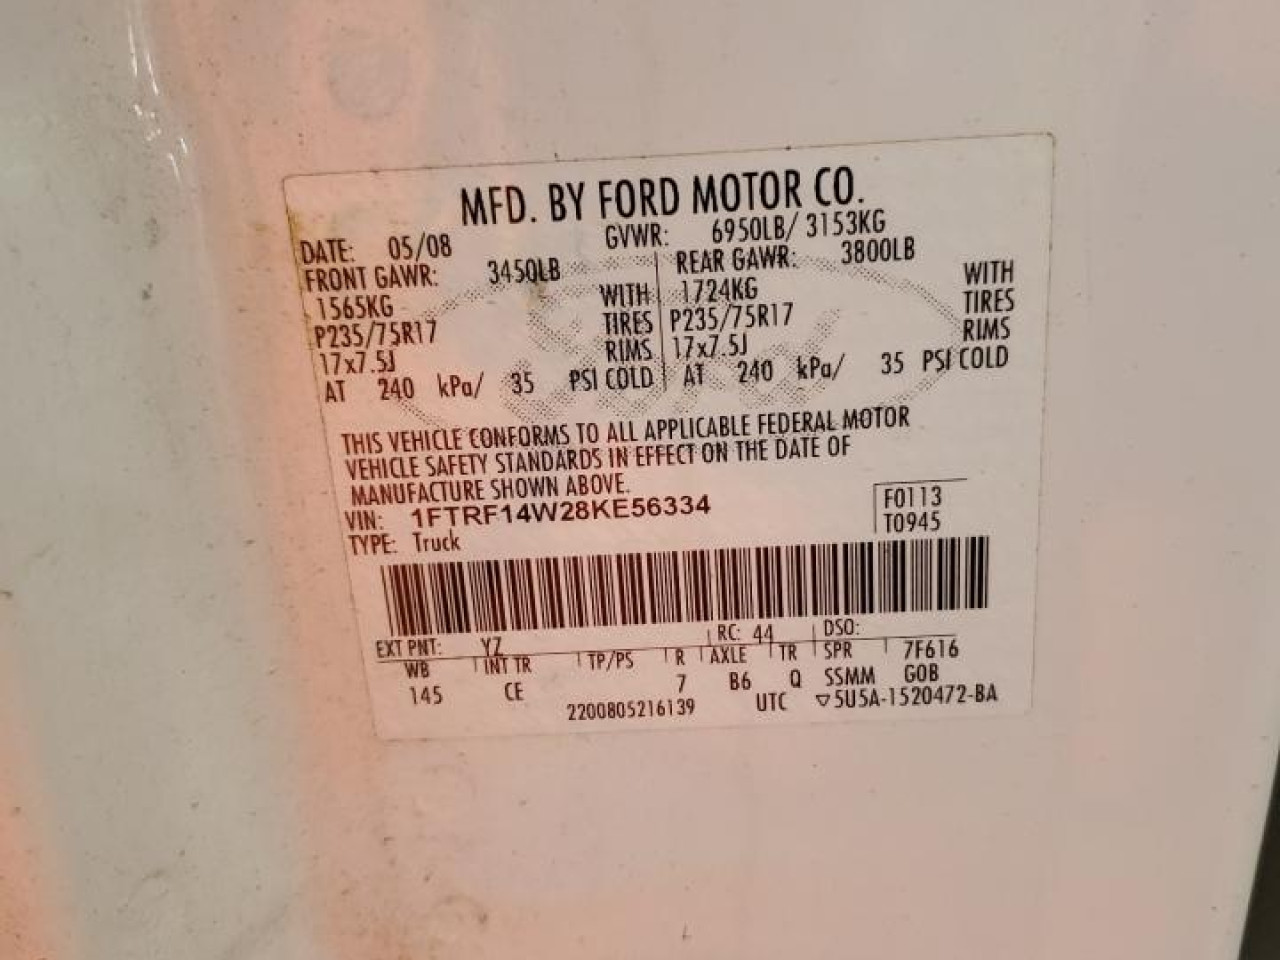 MFD. BY FORD MOTOR CO.
DATE: 05/08 GVWR: 6950LB/ 3153KG
FRONT GAWR: 3450LB REAR GAWR: 3800LB
1565KG WITH 1724KG WITH
P235/75R17 TIRES P235/75R17 TIRES
17x7.5J RIMS 17x7.5J RIMS
AT 240 kPa/ 35 PSI COLD AT 240 kPa/ 35 PSI COLD
THIS VEHICLE CONFORMS TO ALL APPLICABLE FEDERAL MOTOR
VEHICLE SAFETY STANDARDS IN EFFECT ON THE DATE OF
MANUFACTURE SHOWN ABOVE.
VIN: 1FTRF14W28KE56334 F0113
TYPE: Truck T0945
EXT PNT: YZ RC: 44 DSO:
WB INT TR TP/PS R AXLE TR SPR 7F616
145 CE 7 B6 Q SSMM G0B
2200805216139 UTC ▽5U5A-1520472-BA